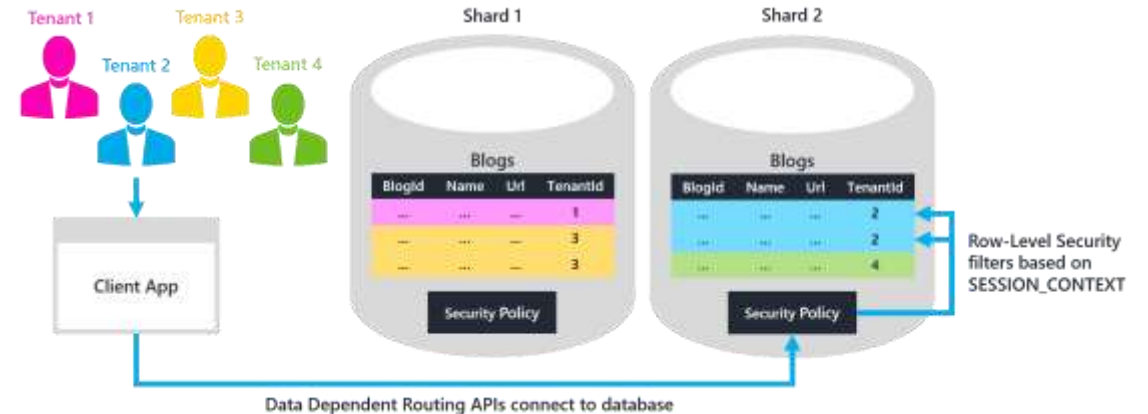 Tenant 1
Tenant 3
Tenant 2
Tenant 4
Client App
Shard 1
Blogs
BlogId Name Url TenantId
... ... ... 1
... ... ... 3
... ... ... 3
Security Policy
Shard 2
Blogs
BlogId Name Url TenantId
... ... ... 2
... ... ... 2
... ... ... 4
Security Policy
Row-Level Security
filters based on
SESSION_CONTEXT
Data Dependent Routing APIs connect to database